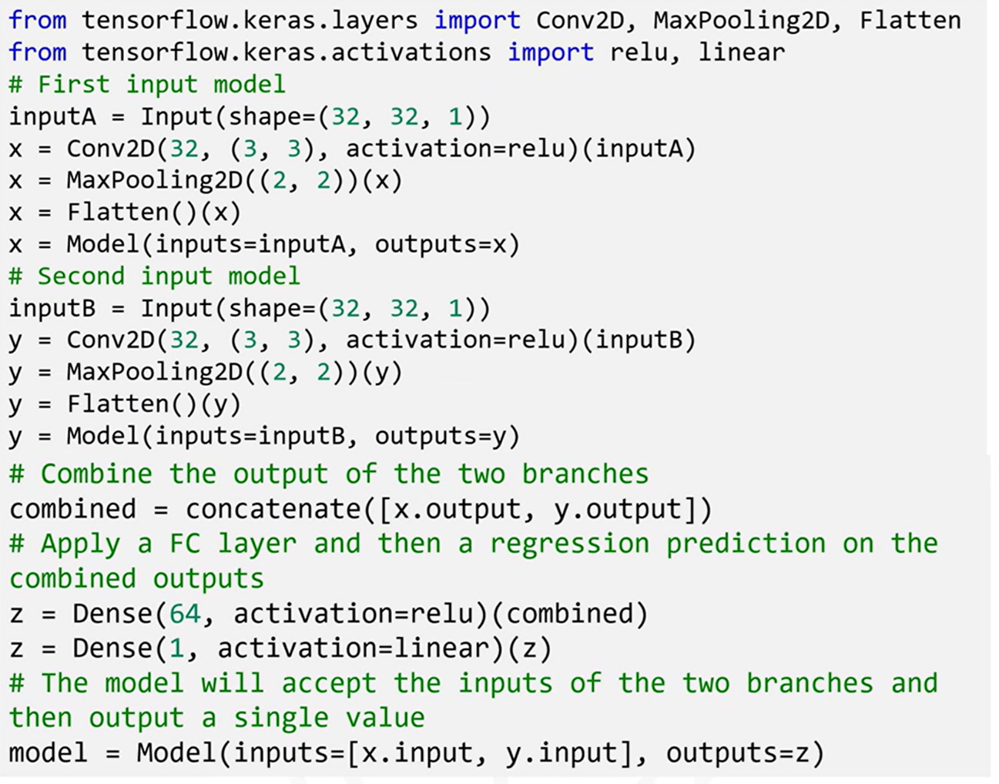 from tensorflow.keras.layers import Conv2D, MaxPooling2D, Flatten
from tensorflow.keras.activations import relu, linear
# First input model
inputA = Input(shape=(32, 32, 1))
x = Conv2D(32, (3, 3), activation=relu)(inputA)
x = MaxPooling2D((2, 2))(x)
x = Flatten()(x)
x = Model(inputs=inputA, outputs=x)
# Second input model
inputB = Input(shape=(32, 32, 1))
y = Conv2D(32, (3, 3), activation=relu)(inputB)
y = MaxPooling2D((2, 2))(y)
y = Flatten()(y)
y = Model(inputs=inputB, outputs=y)
# Combine the output of the two branches
combined = concatenate([x.output, y.output])
# Apply a FC layer and then a regression prediction on the
combined outputs
z = Dense(64, activation=relu)(combined)
z = Dense(1, activation=linear)(z)
# The model will accept the inputs of the two branches and
then output a single value
model = Model(inputs=[x.input, y.input], outputs=z)